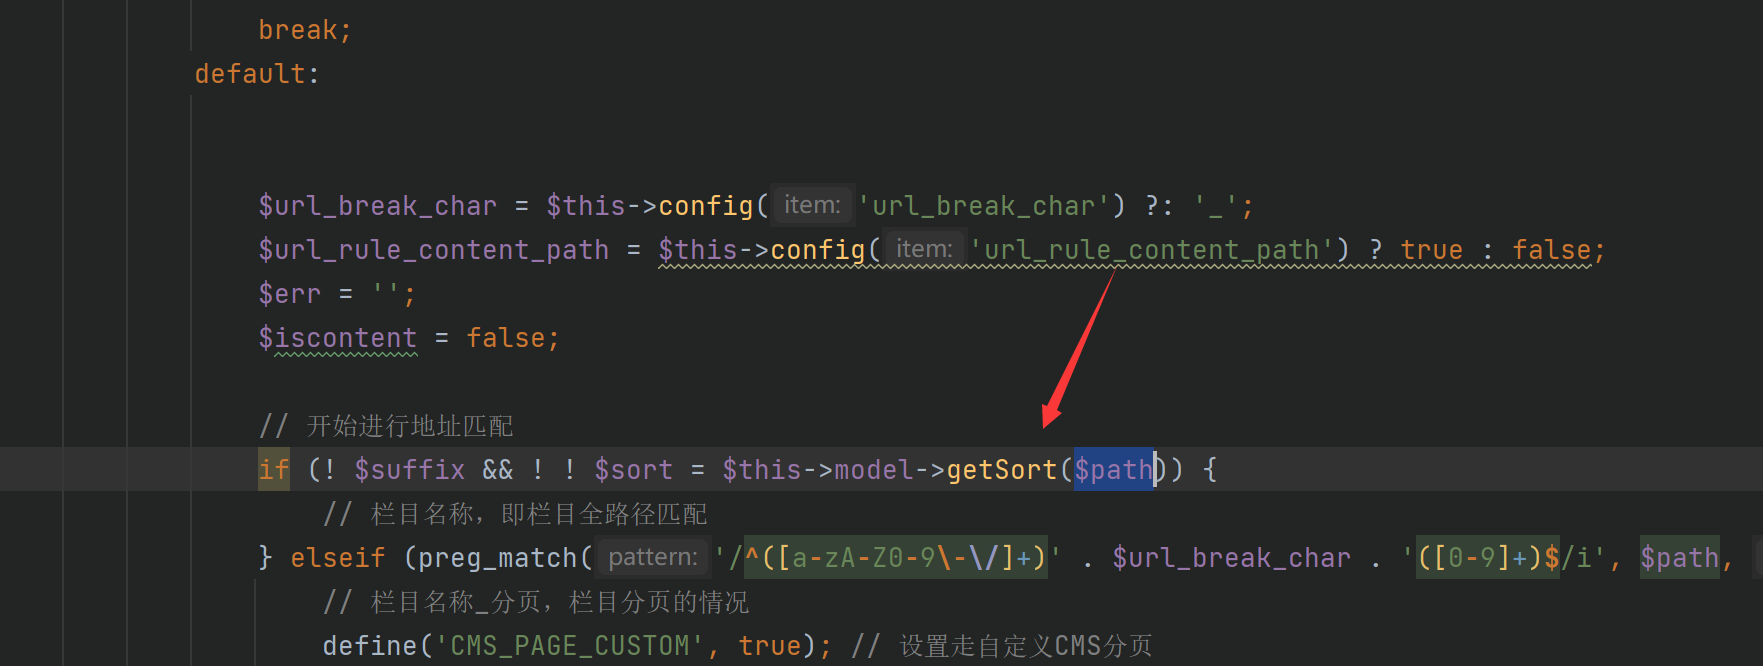 break;
default:
$url_break_char = $this->config( item: 'url_break_char') ?: '_';
$url_rule_content_path = $this->config( item: 'url_rule_content_path') ? true : false;
$err = '';
$iscontent = false;
// 开始进行地址匹配
if (! $suffix && ! ! $sort = $this->model->getSort($path)) {
// 栏目名称，即栏目全路径匹配
} elseif (preg_match( pattern: '/^([a-zA-Z0-9\-\/]+)' . $url_break_char . '([0-9]+)$/i', $path,
// 栏目名称_分页，栏目分页的情况
define('CMS_PAGE_CUSTOM', true); // 设置走自定义CMS分页